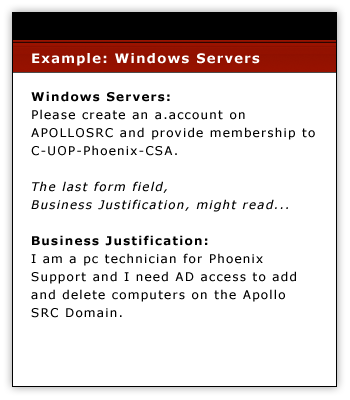 Example: Windows Servers
Windows Servers:
Please create an a.account on
APOLLOSRC and provide membership to
C-UOP-Phoenix-CSA.
The last form field,
Business Justification, might read...
Business Justification:
I am a pc technician for Phoenix
Support and I need AD access to add
and delete computers on the Apollo
SRC Domain.